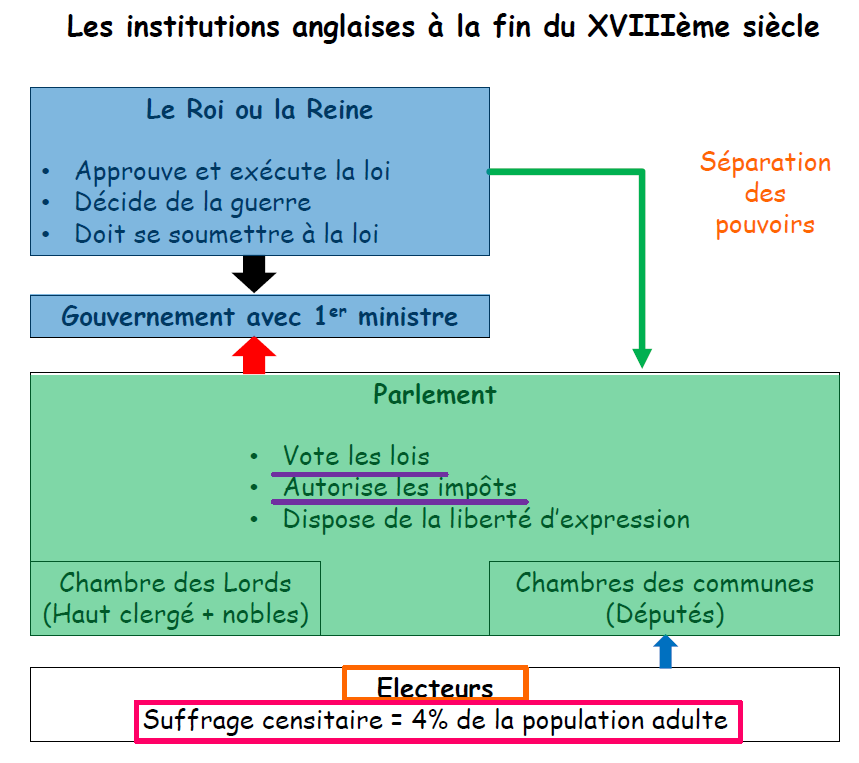 Les institutions anglaises à la fin du XVIIIème siècle
Le Roi ou la Reine
• Approuve et exécute la loi
• Décide de la guerre
• Doit se soumettre à la loi
Séparation
des
pouvoirs
Gouvernement avec 1er ministre
Parlement
• Vote les lois
• Autorise les impôts
• Dispose de la liberté d’expression
Chambre des Lords
(Haut clergé + nobles)
Chambres des communes
(Députés)
Electeurs
Suffrage censitaire = 4% de la population adulte